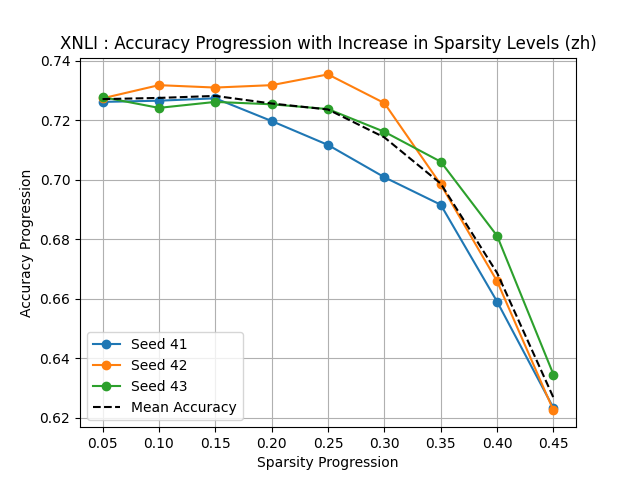 XNLI : Accuracy Progression with Increase in Sparsity Levels (zh)
0.74
0.72
0.70
0.68
0.66
0.64
0.62
Accuracy Progression
Seed 41
Seed 42
Seed 43
Mean Accuracy
0.05 0.10 0.15 0.20 0.25 0.30 0.35 0.40 0.45
Sparsity Progression